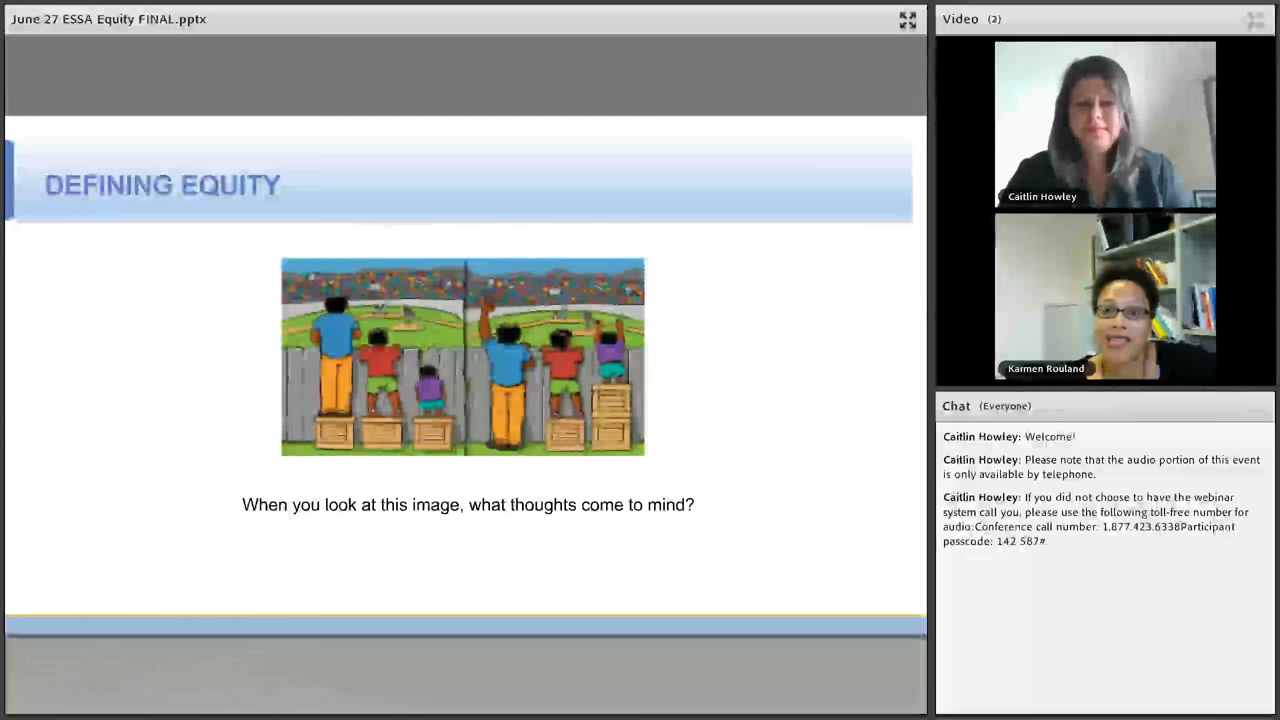 June 27 ESSA Equity FINAL.pptx
DEFINING EQUITY
When you look at this image, what thoughts come to mind?
Video (2)
Caitlin Howley
Karmen Rouland
Chat (Everyone)
Caitlin Howley: Welcome!
Caitlin Howley: Please note that the audio portion of this event
is only available by telephone.
Caitlin Howley: If you did not choose to have the webinar
system call you, please use the following toll-free number for
audio:Conference call number: 1.877.423.6338Participant
passcode: 142 587#